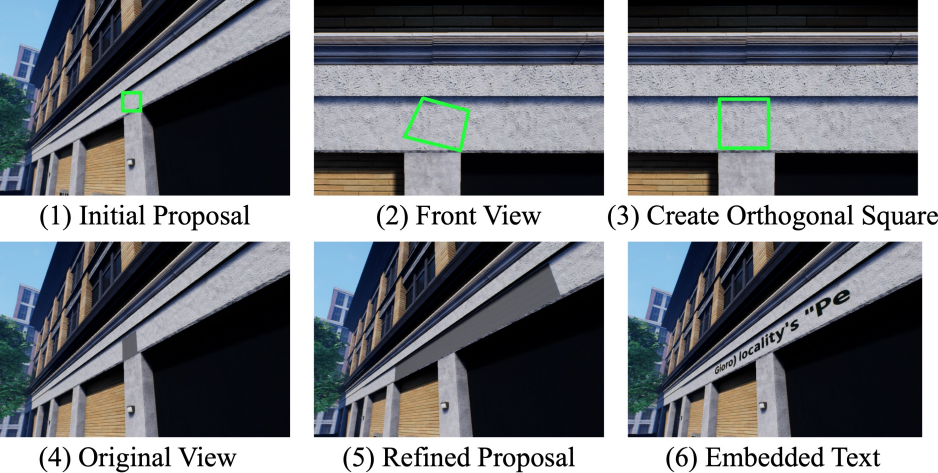 (1) Initial Proposal
(2) Front View
(3) Create Orthogonal Square
Gioro) locality's "Pe
(4) Original View
(5) Refined Proposal
(6) Embedded Text